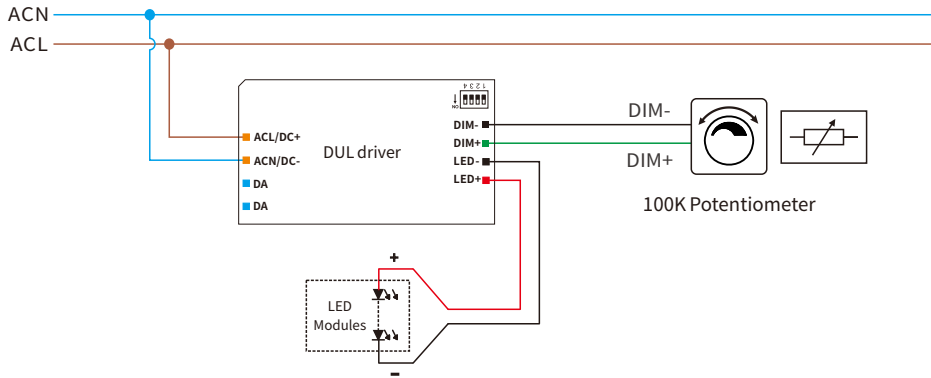 ACN
ACL
1 2 3 4
ON
ACL/DC+
ACN/DC-
DA
DA
DUL driver
DIM-
DIM+
LED-
LED+
DIM-
DIM+
100K Potentiometer
+
LED
Modules
-